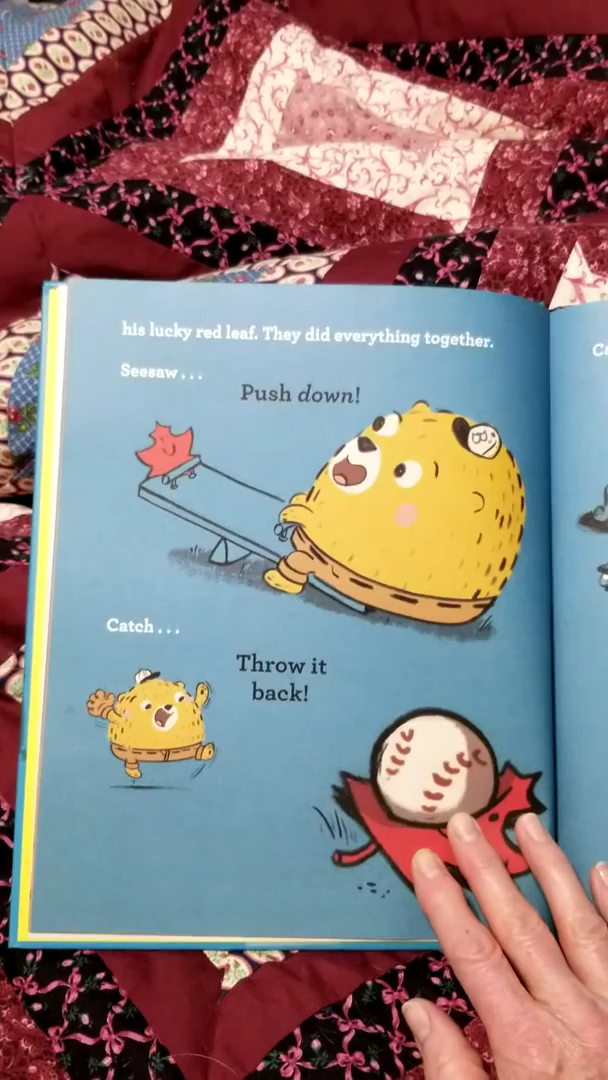 his lucky red leaf. They did everything together.
Seesaw...
Push down!
B
Catch...
Throw it
back!